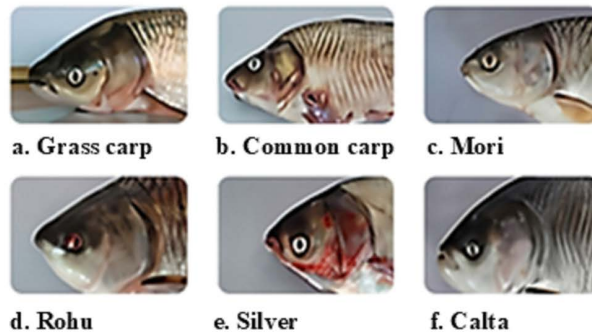 a. Grass carp
b. Common carp
c. Mori
d. Rohu
e. Silver
f. Calta